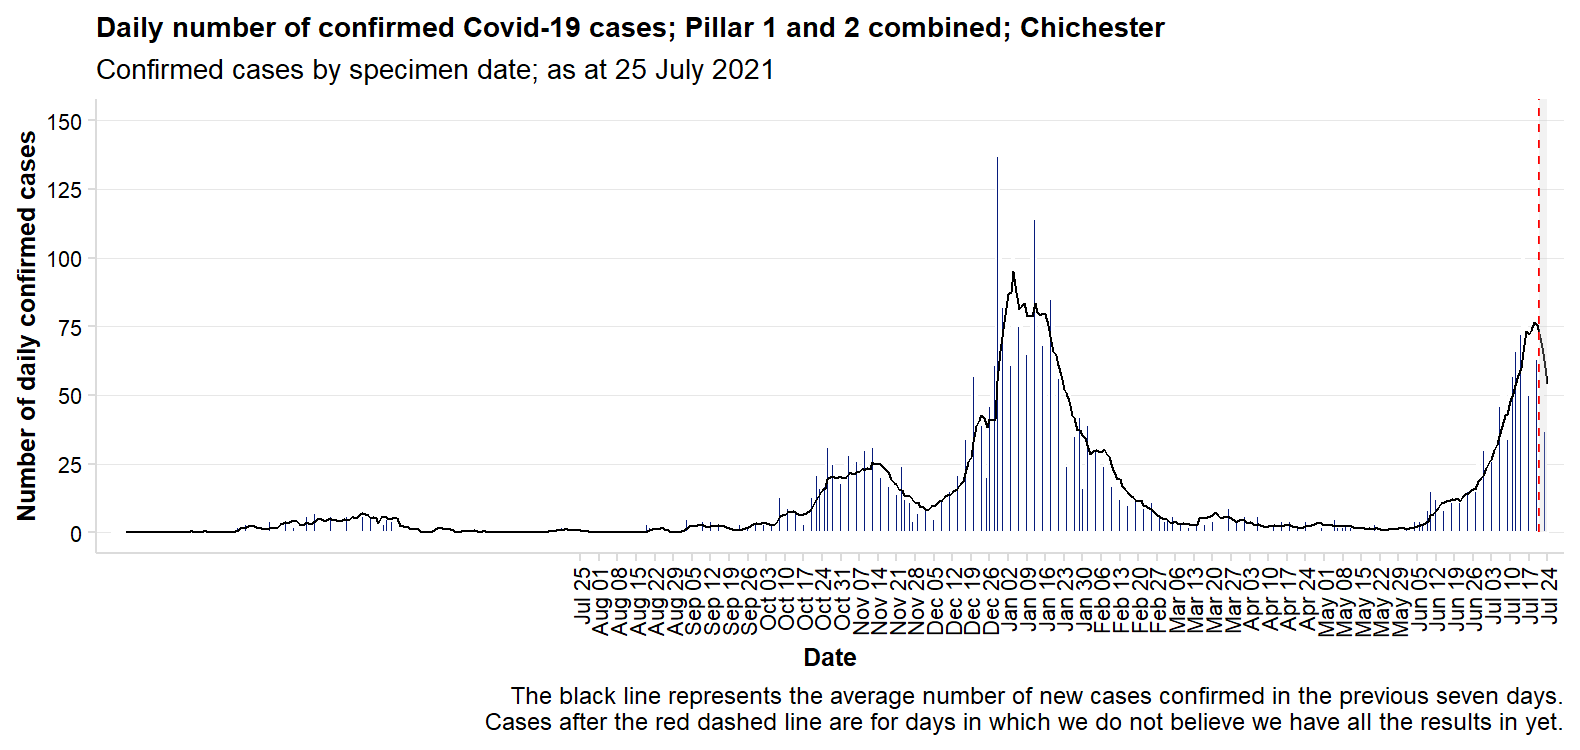 Daily number of confirmed Covid-19 cases; Pillar 1 and 2 combined; Chichester
Confirmed cases by specimen date; as at 25 July 2021
Number of daily confirmed cases
150
125
100
75
50
25
0
Jul 25
Aug 01
Aug 08
Aug 15
Aug 22
Aug 29
Sep 05
Sep 12
Sep 19
Sep 26
Oct 03
Oct 10
Oct 17
Oct 24
Oct 31
Nov 07
Nov 14
Nov 21
Nov 28
Dec 05
Dec 12
Dec 19
Dec 26
Jan 02
Jan 09
Jan 16
Jan 23
Jan 30
Feb 06
Feb 13
Feb 20
Feb 27
Mar 06
Mar 13
Mar 20
Mar 27
Apr 03
Apr 10
Apr 17
Apr 24
May 01
May 08
May 15
May 22
May 29
Jun 05
Jun 12
Jun 19
Jun 26
Jul 03
Jul 10
Jul 17
Jul 24
Date
The black line represents the average number of new cases confirmed in the previous seven days.
Cases after the red dashed line are for days in which we do not believe we have all the results in yet.